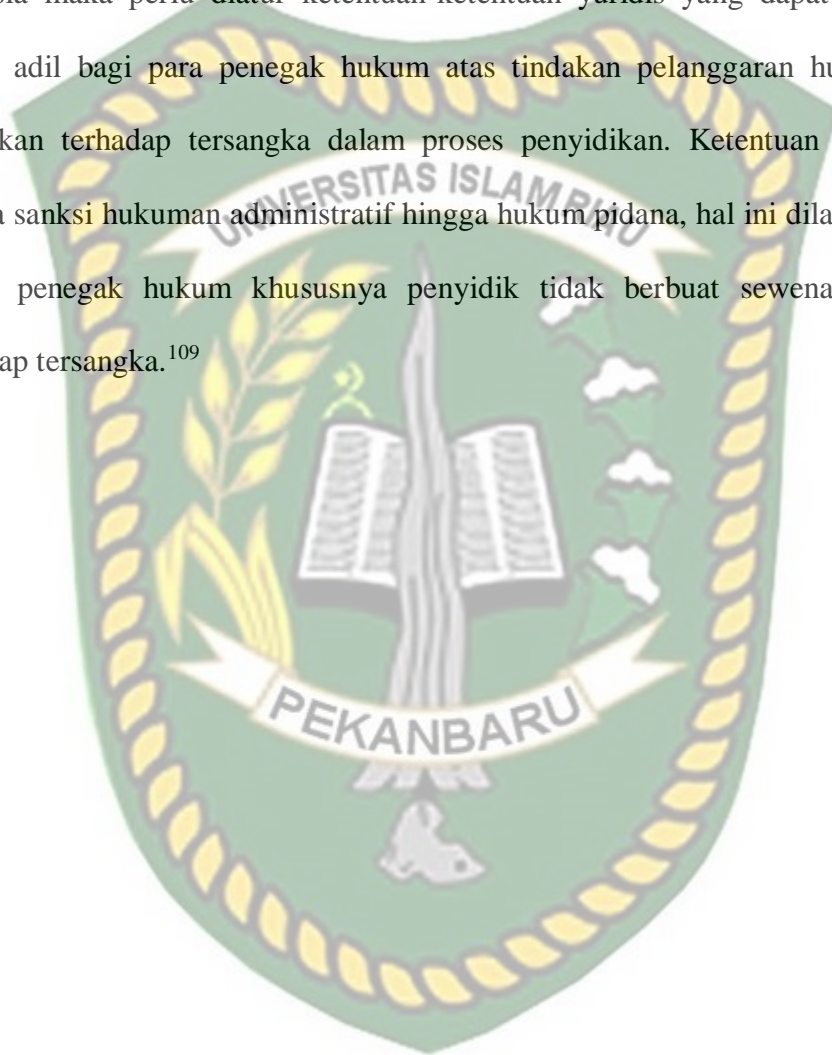 maka perlu diatur ketentuan-ketentuan yuridis yang dapat
adil bagi para penegak hukum atas tindakan pelanggaran hu
kan terhadap tersangka dalam proses penyidikan. Ketentuan
UNIVERSITAS ISLAM RIAU
a sanksi hukuman administratif hingga hukum pidana, hal ini dila
penegak hukum khususnya penyidik tidak berbuat sewena
ap tersangka.109
PEKANBARU